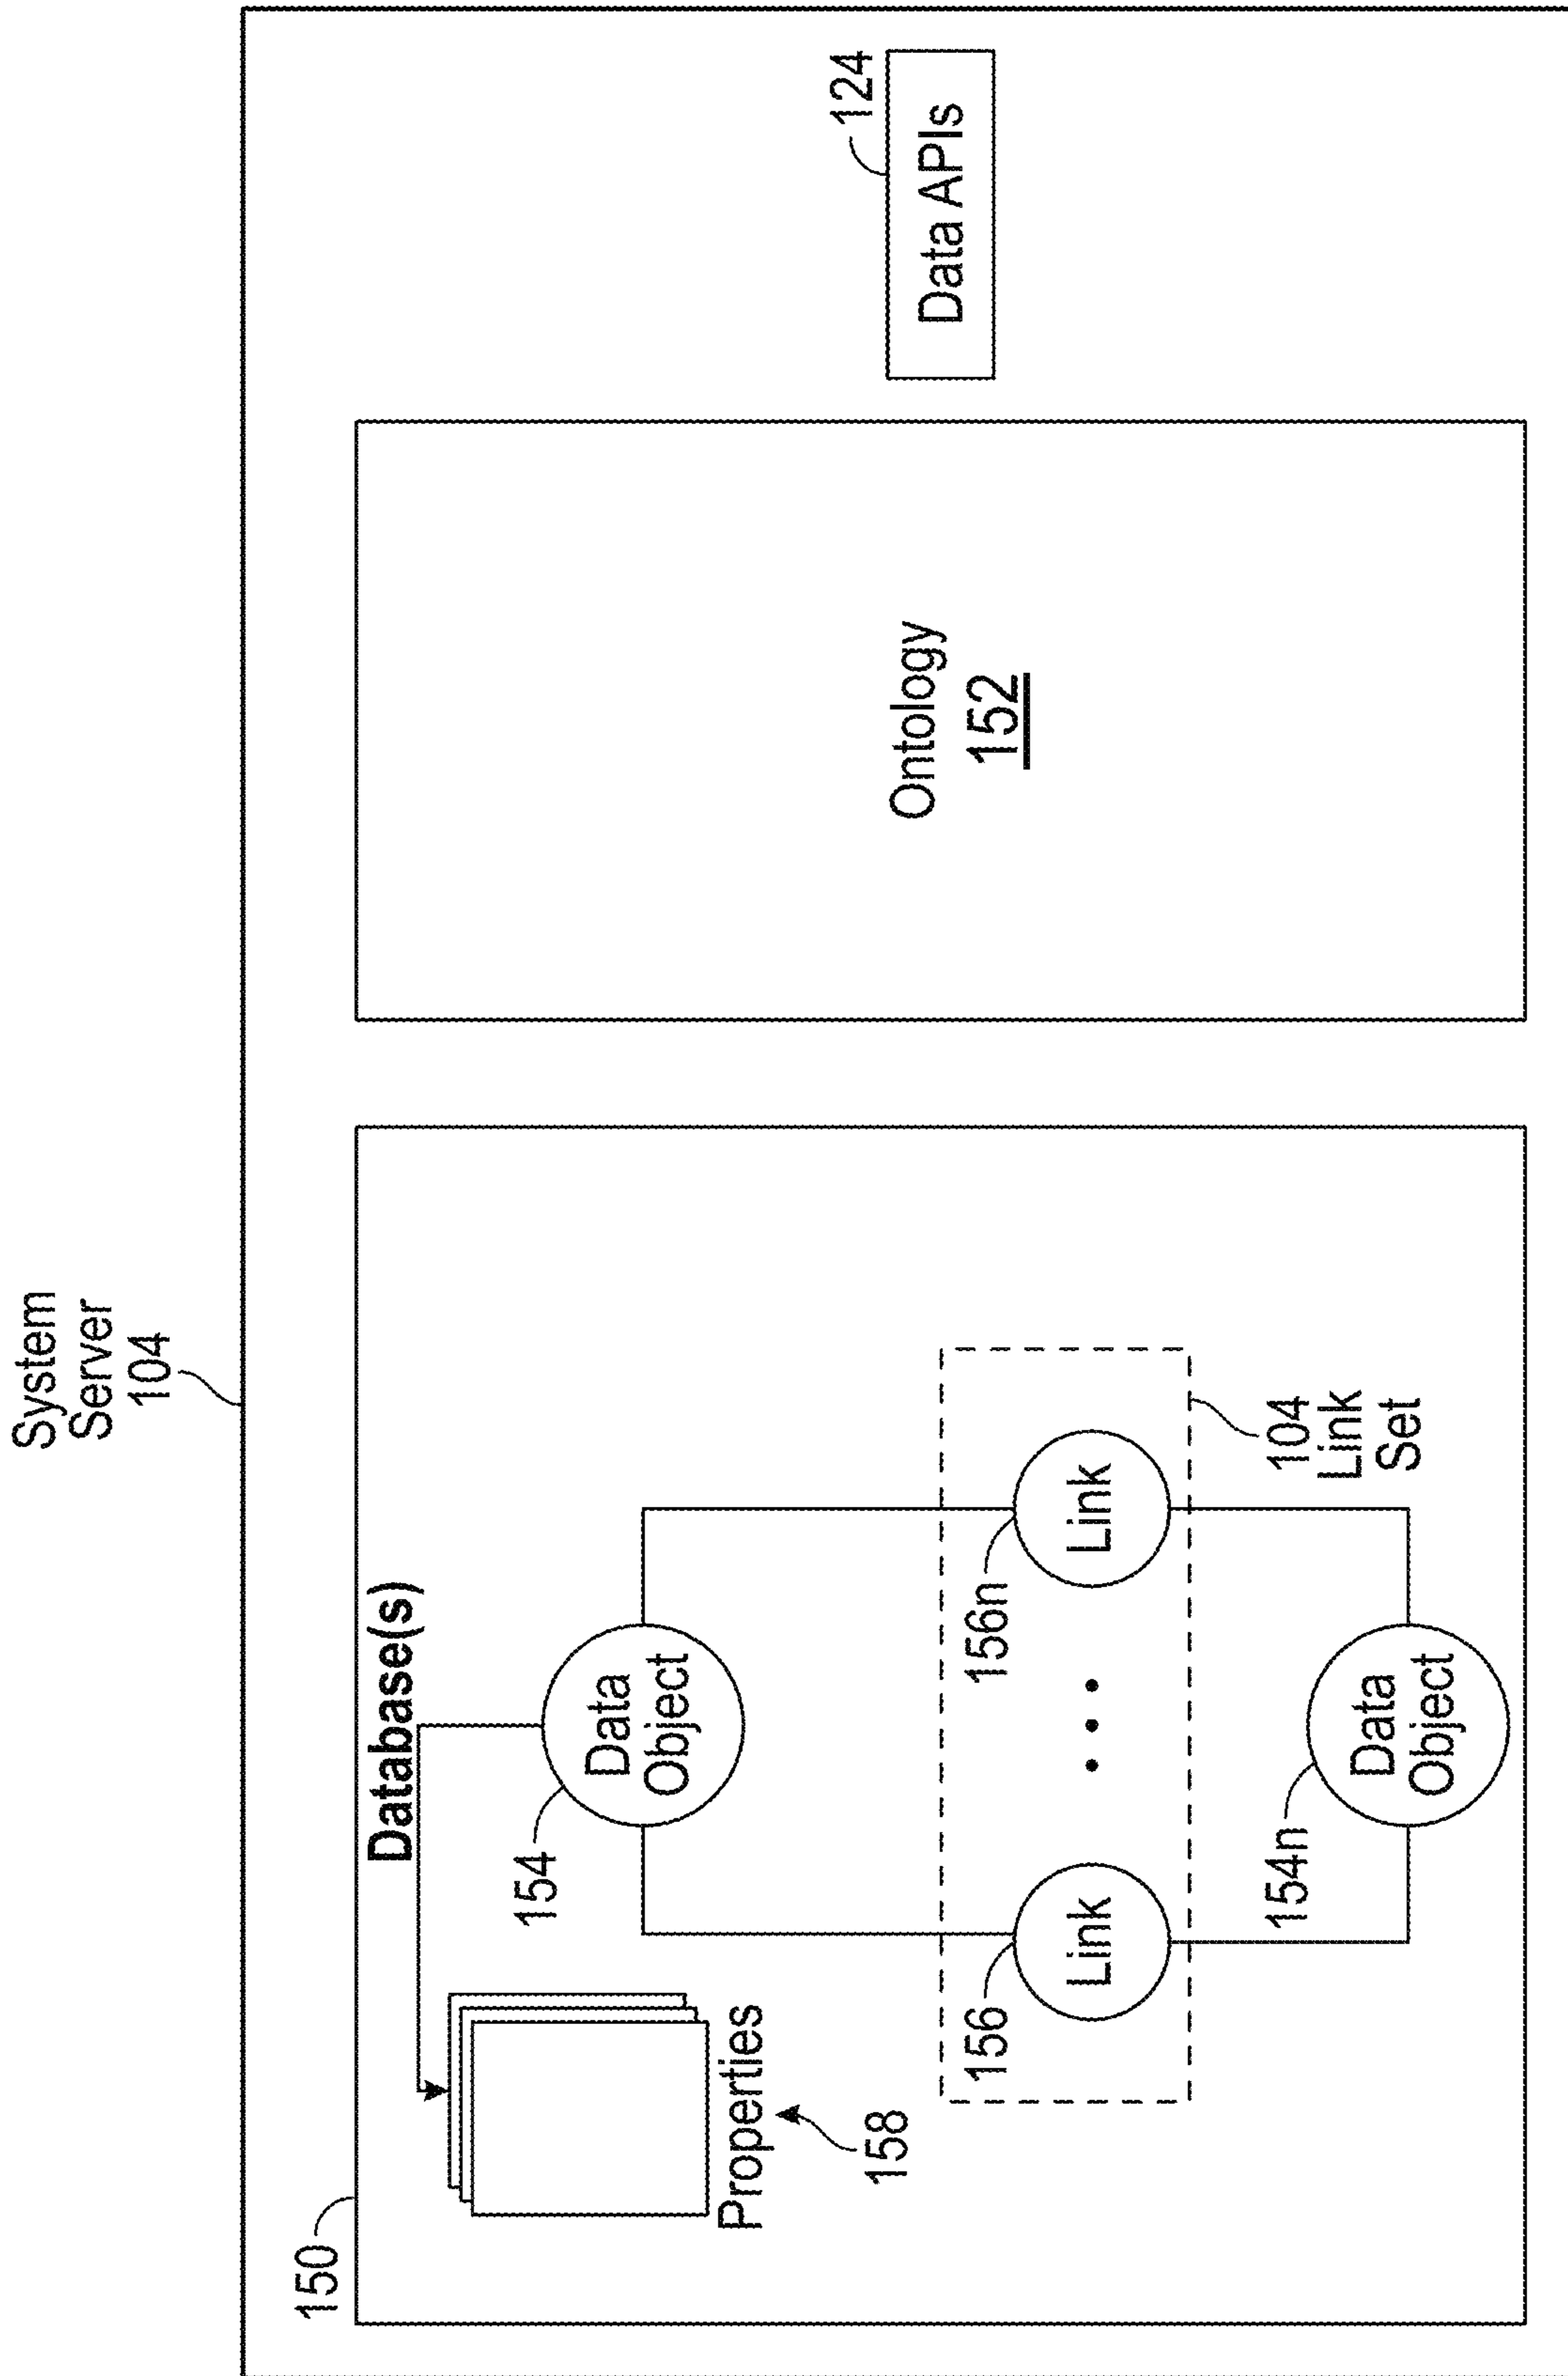 System
Server
104
150
Database(s)
154
Data
Object
Properties
158
156
Link
156n
Link
104
Link
Set
154n
Data
Object
Ontology
152
124
Data APIs